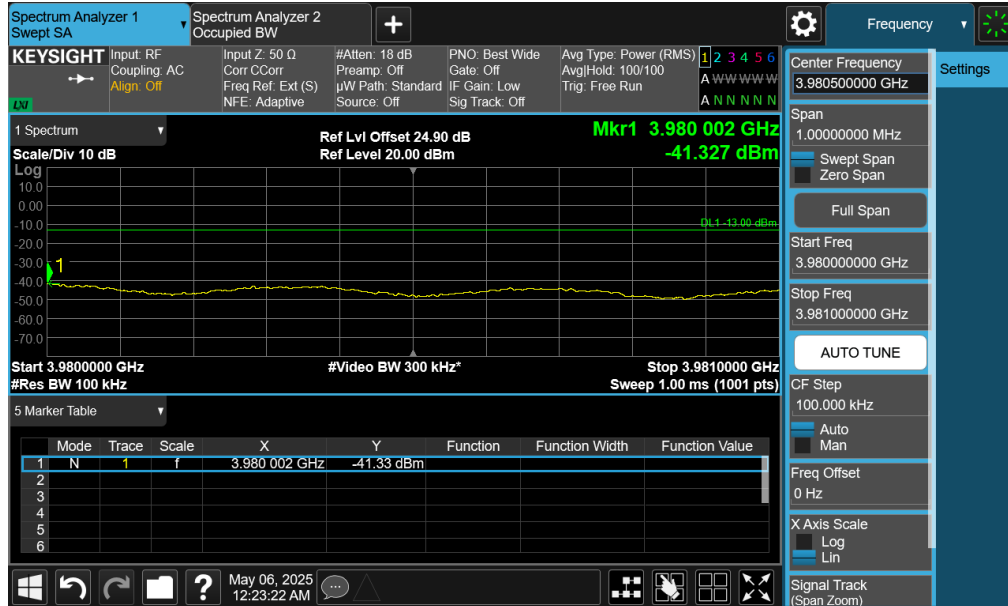 Spectrum Analyzer 1
Swept SA
Spectrum Analyzer 2
Occupied BW
+
Frequency
KEYSIGHT
LXI
Input: RF
Coupling: AC
Align: Off
Input Z: 50 Ω
Corr CCorr
Freq Ref: Ext (S)
NFE: Adaptive
#Atten: 18 dB
Preamp: Off
µW Path: Standard
Source: Off
PNO: Best Wide
Gate: Off
IF Gain: Low
Sig Track: Off
Avg Type: Power (RMS)
Avg|Hold: 100/100
Trig: Free Run
1 2 3 4 5 6
A W W W W W
A N N N N N
1 Spectrum
Scale/Div 10 dB
Ref Lvl Offset 24.90 dB
Ref Level 20.00 dBm
Mkr1 3.980 002 GHz
-41.327 dBm
Log
10.0
0.00
-10.0
-20.0
-30.0
-40.0
-50.0
-60.0
-70.0
DL1 -13.00 dBm
1
Start 3.9800000 GHz
#Res BW 100 kHz
#Video BW 300 kHz*
Stop 3.9810000 GHz
Sweep 1.00 ms (1001 pts)
5 Marker Table
Mode Trace Scale X Y Function Function Width Function Value
1 N 1 f 3.980 002 GHz -41.33 dBm
2
3
4
5
6
Center Frequency
3.980500000 GHz
Span
1.00000000 MHz
Swept Span
Zero Span
Full Span
Start Freq
3.980000000 GHz
Stop Freq
3.981000000 GHz
AUTO TUNE
CF Step
100.000 kHz
Auto
Man
Freq Offset
0 Hz
X Axis Scale
Log
Lin
Signal Track
(Span Zoom)
Settings
?
May 06, 2025
12:23:22 AM